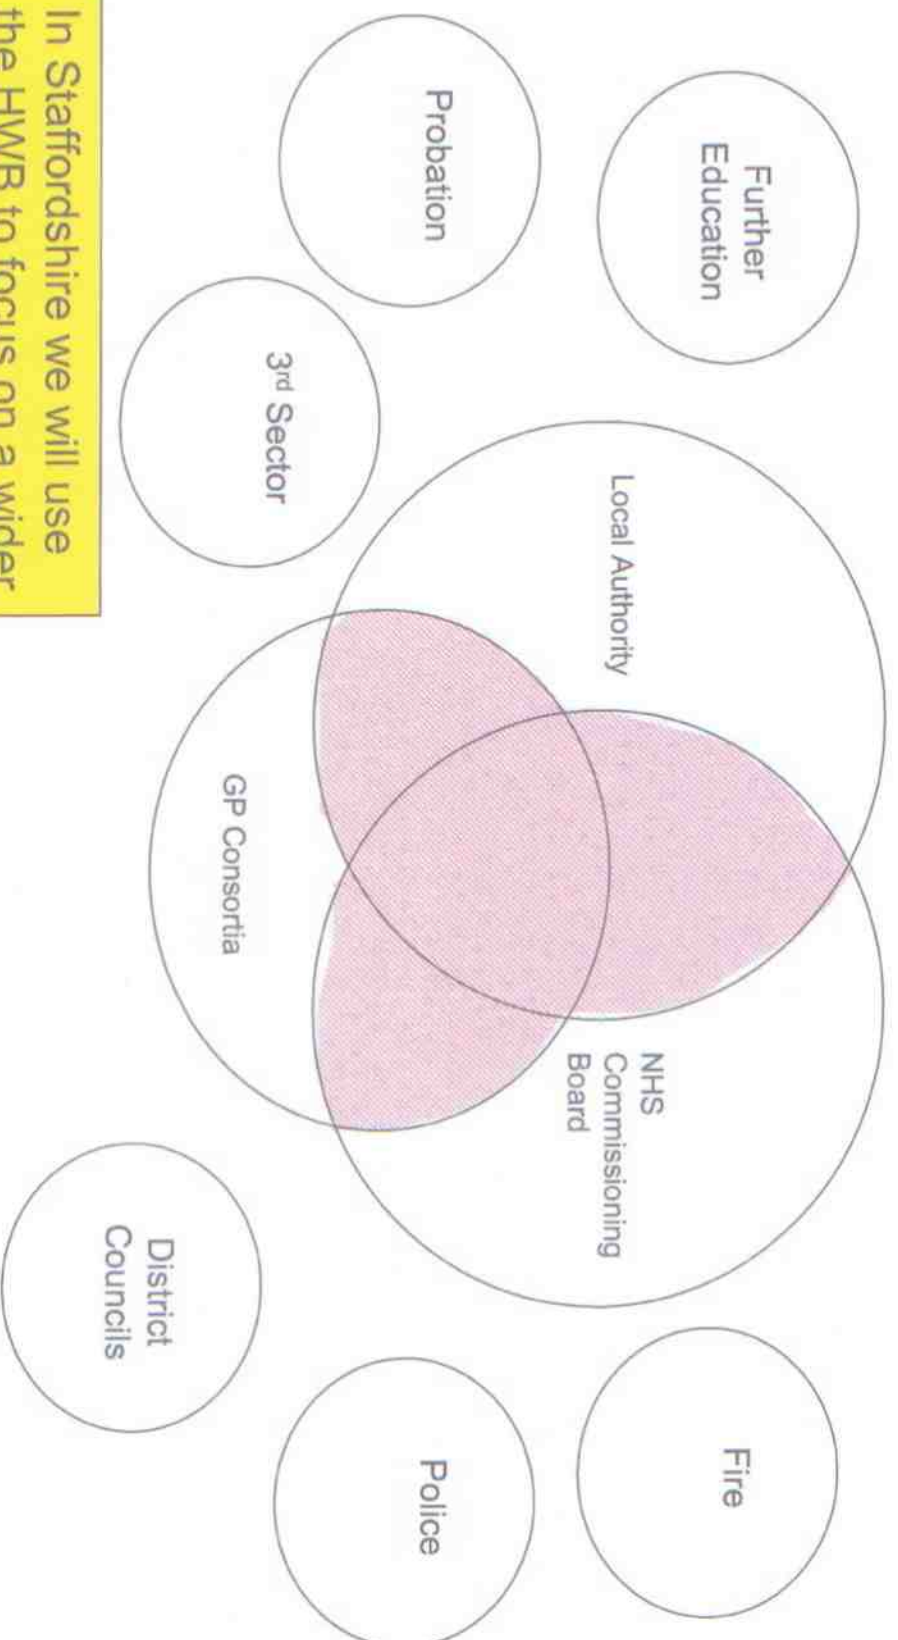 Further
Education
Local Authority
NHS
Commissioning
Board
Fire
Probation
3rd Sector
GP Consortia
Police
District
Councils
In Staffordshire we will use
the HWB to focus on a wider